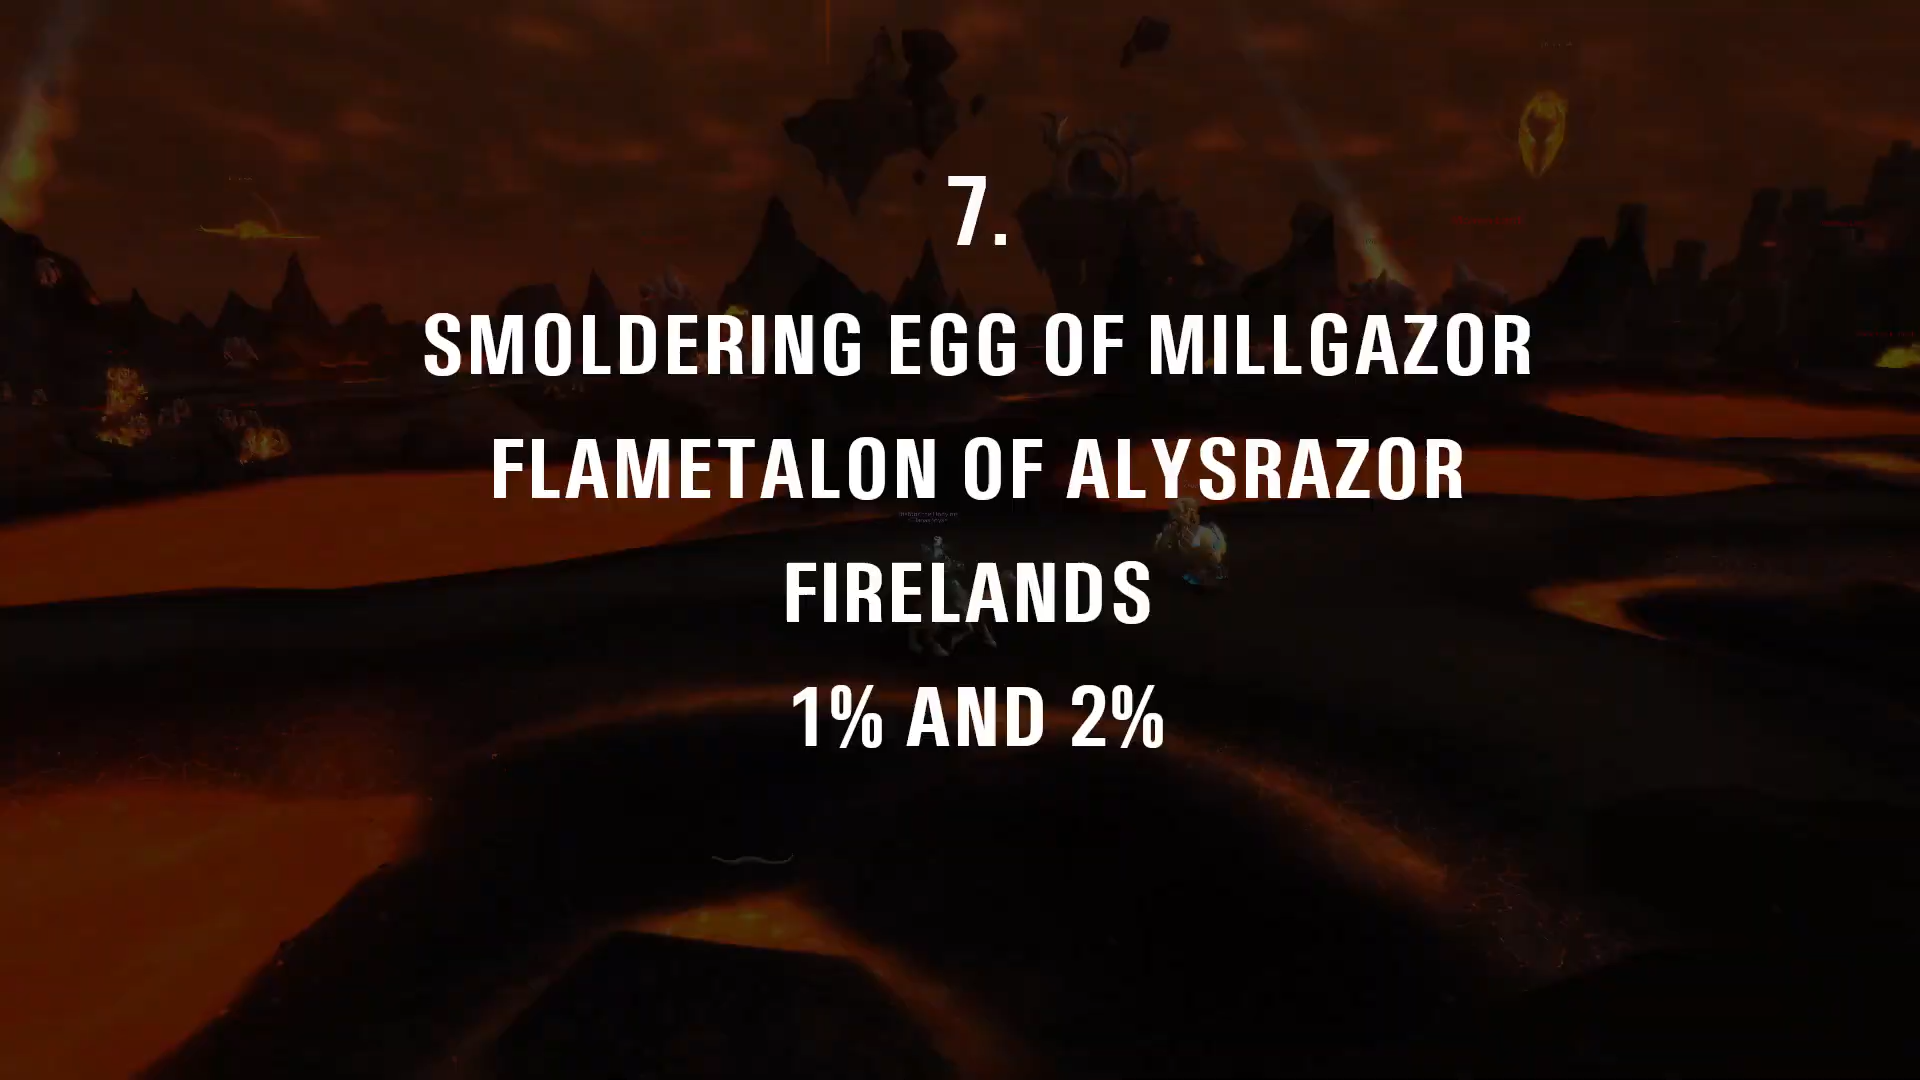 7.
SMOLDERING EGG OF MILLGAZOR
FLAMETALON OF ALYSRAZOR
FIRELANDS
1% AND 2%